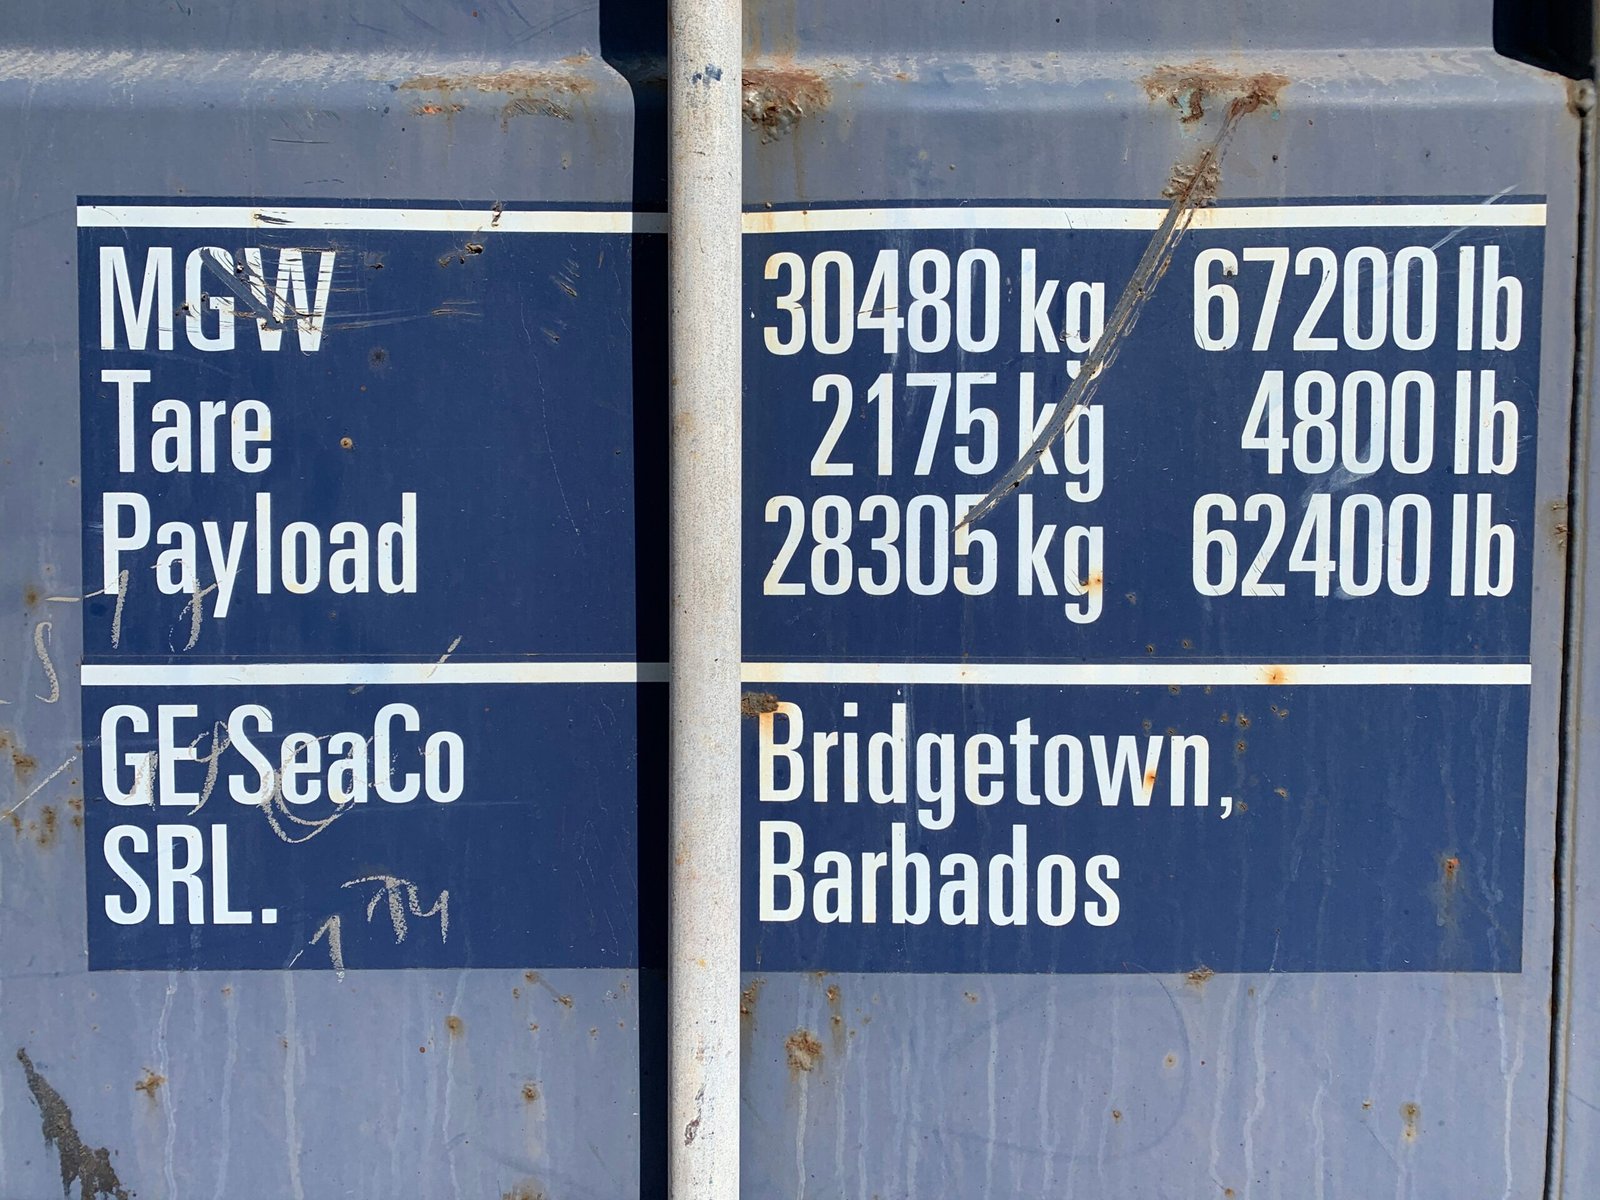 MGW 30480 kg 67200 lb
Tare 2175 kg 4800 lb
Payload 28305 kg 62400 lb
GE SeaCo Bridgetown,
SRL. Barbados